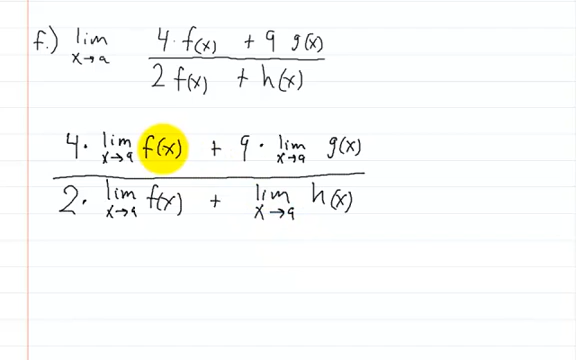 f.) lim x→a 4·f(x) + 9 g(x)
2 f(x) + h(x)
4· lim x→a f(x) + 9· lim x→a g(x)
2· lim x→a f(x) + lim x→a h(x)